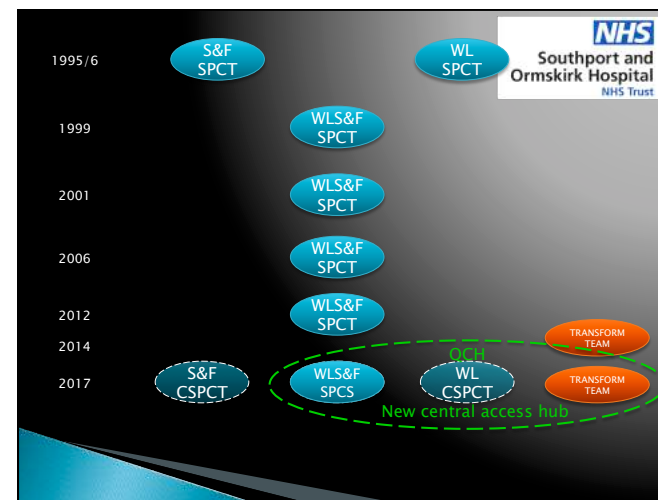 NHS
Southport and
Ormskirk Hospital
NHS Trust
1995/6
S&F
SPCT
WL
SPCT
1999
WLS&F
SPCT
2001
WLS&F
SPCT
2006
WLS&F
SPCT
2012
WLS&F
SPCT
2014
TRANSFORM
TEAM
QCH
2017
S&F
CSPCT
WLS&F
SPCS
WL
CSPCT
TRANSFORM
TEAM
New central access hub